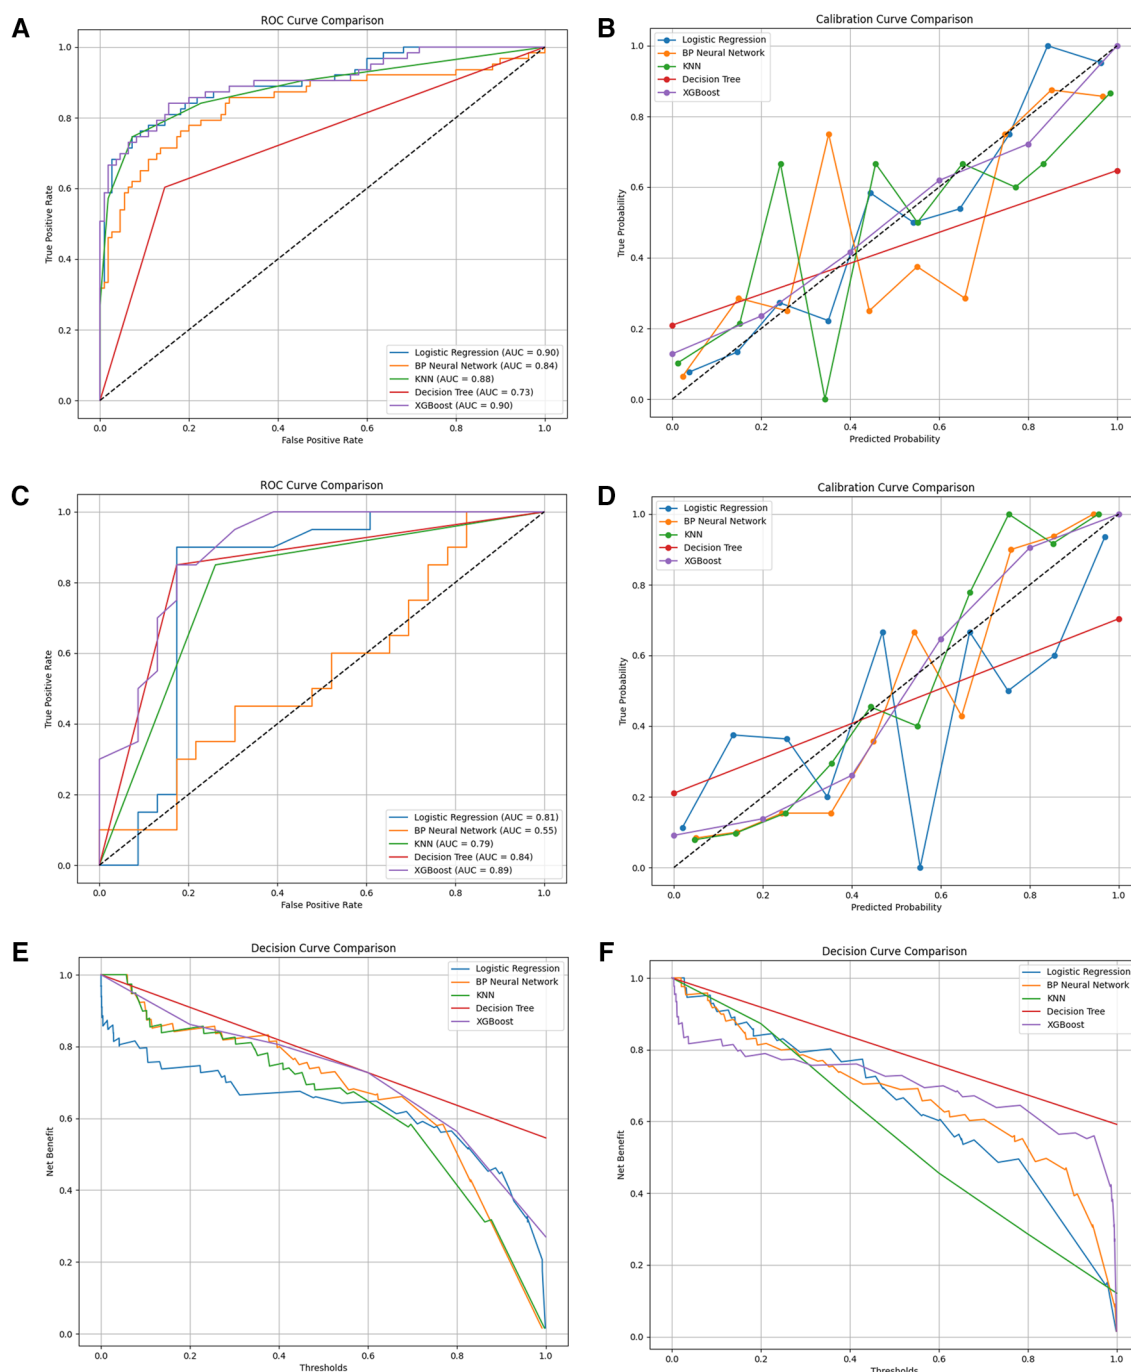 A
ROC Curve Comparison
1.0
0.8
0.6
0.4
0.2
0.0
True Positive Rate
Logistic Regression (AUC = 0.90)
BP Neural Network (AUC = 0.84)
KNN (AUC = 0.88)
Decision Tree (AUC = 0.73)
XGBoost (AUC = 0.90)
0.0 0.2 0.4 0.6 0.8 1.0
False Positive Rate
B
Calibration Curve Comparison
Logistic Regression
BP Neural Network
KNN
Decision Tree
XGBoost
1.0
0.8
0.6
0.4
0.2
0.0
True Probability
0.0 0.2 0.4 0.6 0.8 1.0
Predicted Probability
C
ROC Curve Comparison
1.0
0.8
0.6
0.4
0.2
0.0
True Positive Rate
Logistic Regression (AUC = 0.81)
BP Neural Network (AUC = 0.55)
KNN (AUC = 0.79)
Decision Tree (AUC = 0.84)
XGBoost (AUC = 0.89)
0.0 0.2 0.4 0.6 0.8 1.0
False Positive Rate
D
Calibration Curve Comparison
Logistic Regression
BP Neural Network
KNN
Decision Tree
XGBoost
1.0
0.8
0.6
0.4
0.2
0.0
True Probability
0.0 0.2 0.4 0.6 0.8 1.0
Predicted Probability
E
Decision Curve Comparison
Logistic Regression
BP Neural Network
KNN
Decision Tree
XGBoost
1.0
0.8
0.6
0.4
0.2
0.0
Net Benefit
0.0 0.2 0.4 0.6 0.8 1.0
Thresholds
F
Decision Curve Comparison
Logistic Regression
BP Neural Network
KNN
Decision Tree
XGBoost
1.0
0.8
0.6
0.4
0.2
0.0
Net Benefit
0.0 0.2 0.4 0.6 0.8 1.0
Thresholds